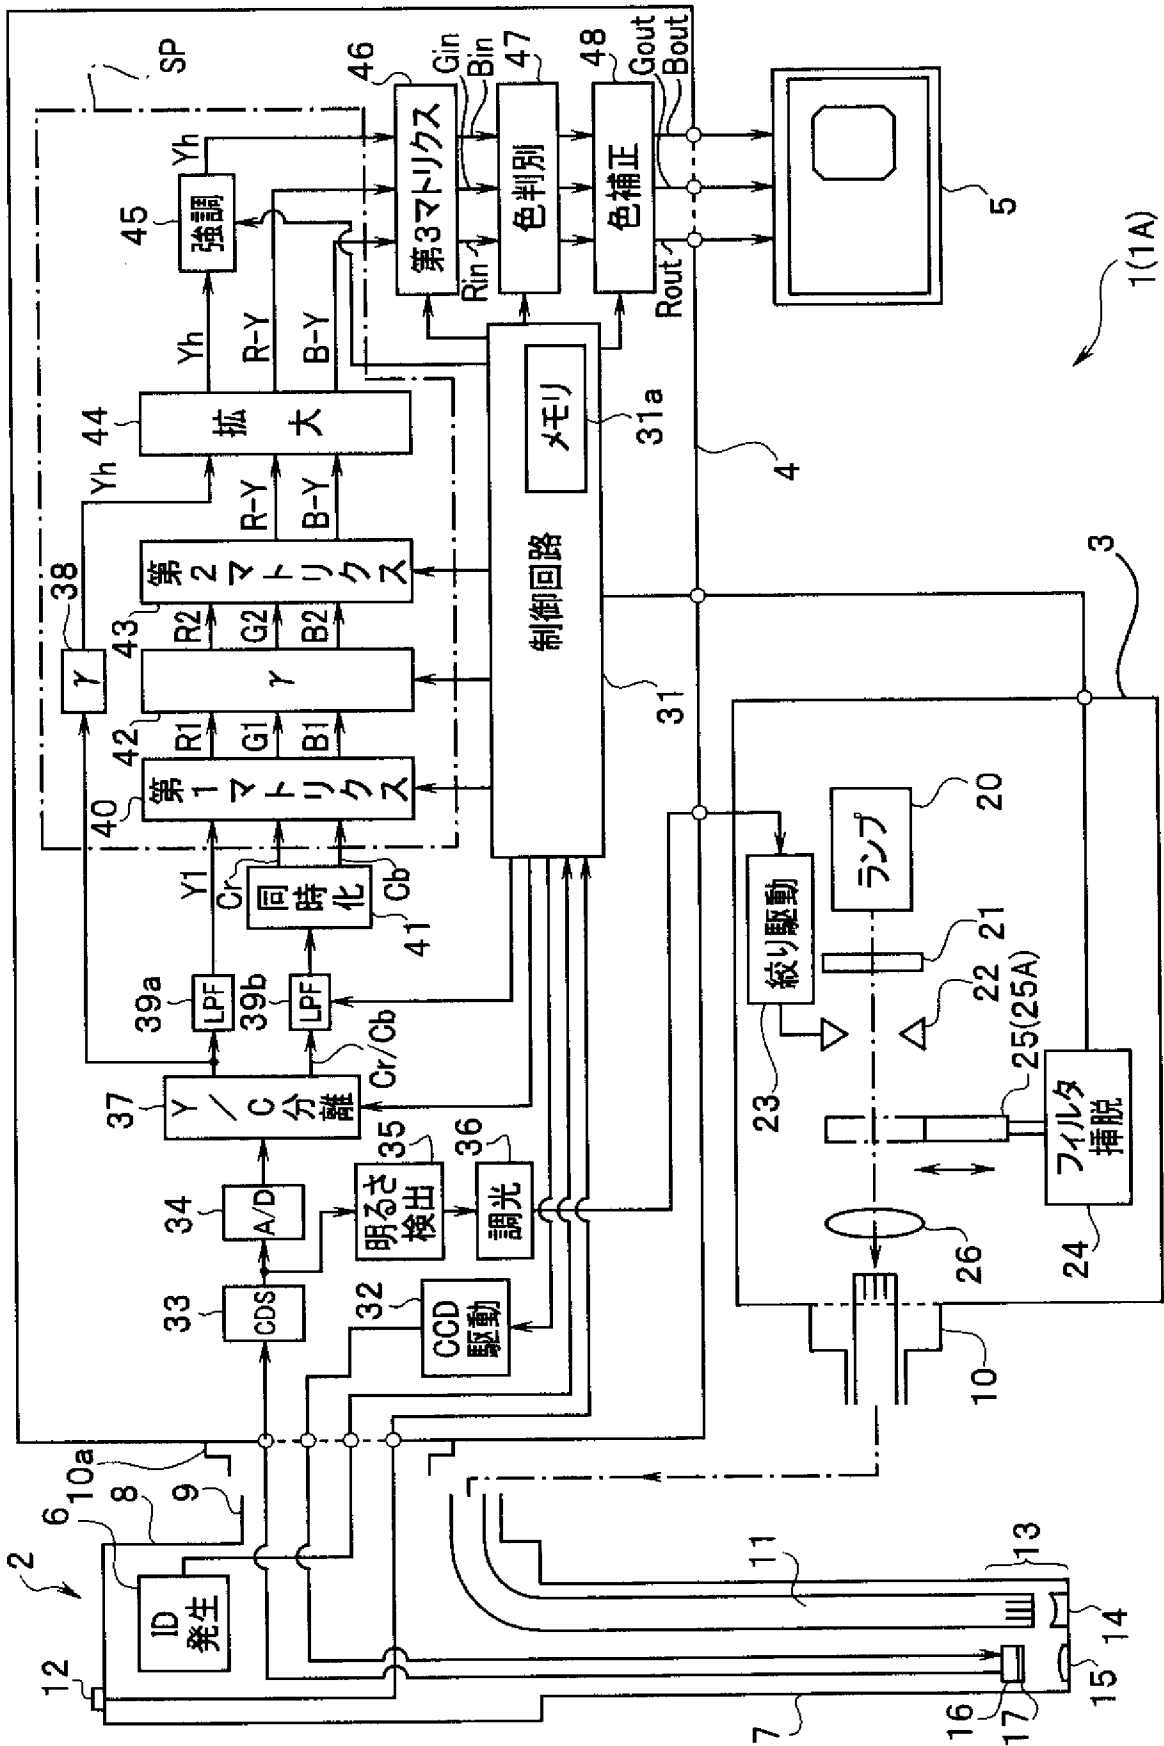 1(1A)
SP
Yh
45
強調
46
第3マトリクス
Gin
Bin
Rin
47
色判別
48
色補正
Gout
Bout
Rout
5
Yh
R-Y
B-Y
44
拡大
Yh
R-Y
B-Y
38
γ
43
第2マトリクス
R2
G2
B2
42
γ
R1
G1
B1
40
第1マトリクス
Y1
Cr
Cb
同時化
41
39a
LPF
39b
LPF
Cr/Cb
37
Y/C分離
34
A/D
33
CDS
35
明るさ
検出
36
調光
32
CCD
駆動
制御回路
31
メモリ
31a
4
3
ランプ
20
21
22
絞り駆動
23
25(25A)
フィルタ
挿脱
24
26
10
10a
9
8
6
2
ID
発生
12
11
13
14
15
16
17
7